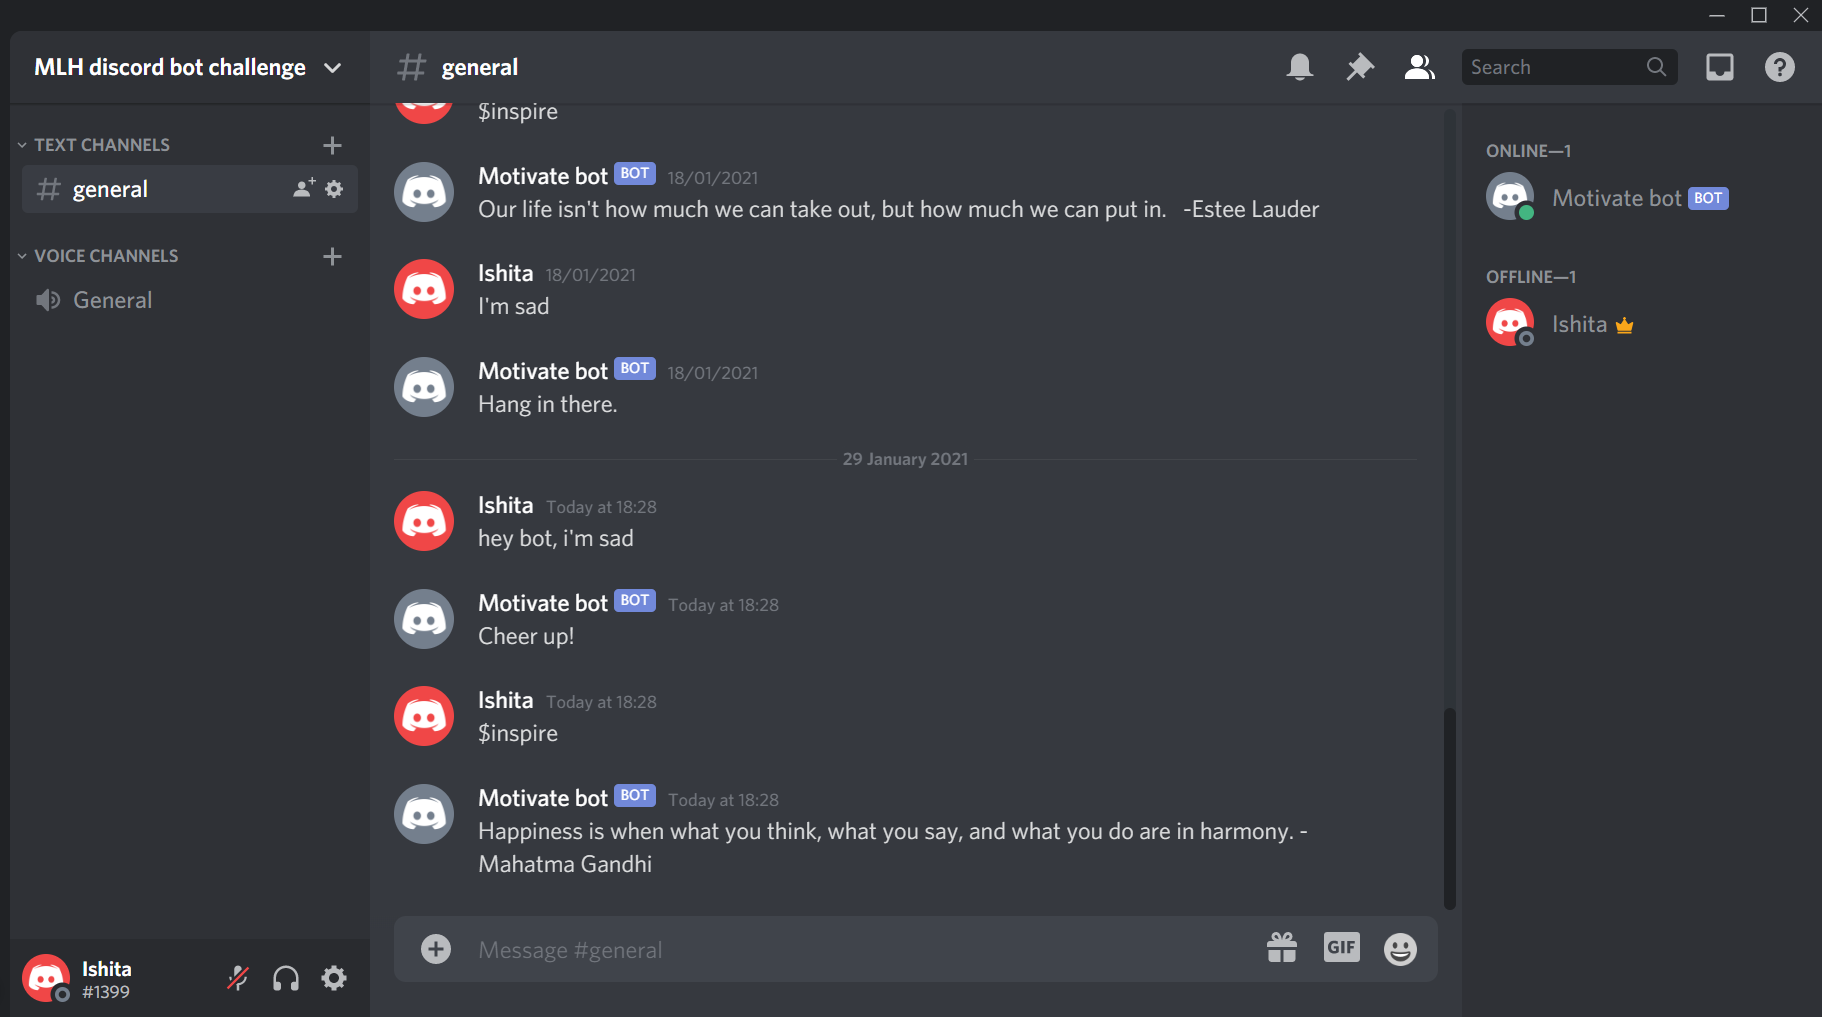 MLH discord bot challenge
TEXT CHANNELS
general
VOICE CHANNELS
General
Ishita
#1399
general
Search
$inspire
Motivate bot BOT 18/01/2021
Our life isn't how much we can take out, but how much we can put in. -Estee Lauder
Ishita 18/01/2021
I'm sad
Motivate bot BOT 18/01/2021
Hang in there.
29 January 2021
Ishita Today at 18:28
hey bot, i'm sad
Motivate bot BOT Today at 18:28
Cheer up!
Ishita Today at 18:28
$inspire
Motivate bot BOT Today at 18:28
Happiness is when what you think, what you say, and what you do are in harmony. -
Mahatma Gandhi
Message #general
GIF
ONLINE—1
Motivate bot BOT
OFFLINE—1
Ishita